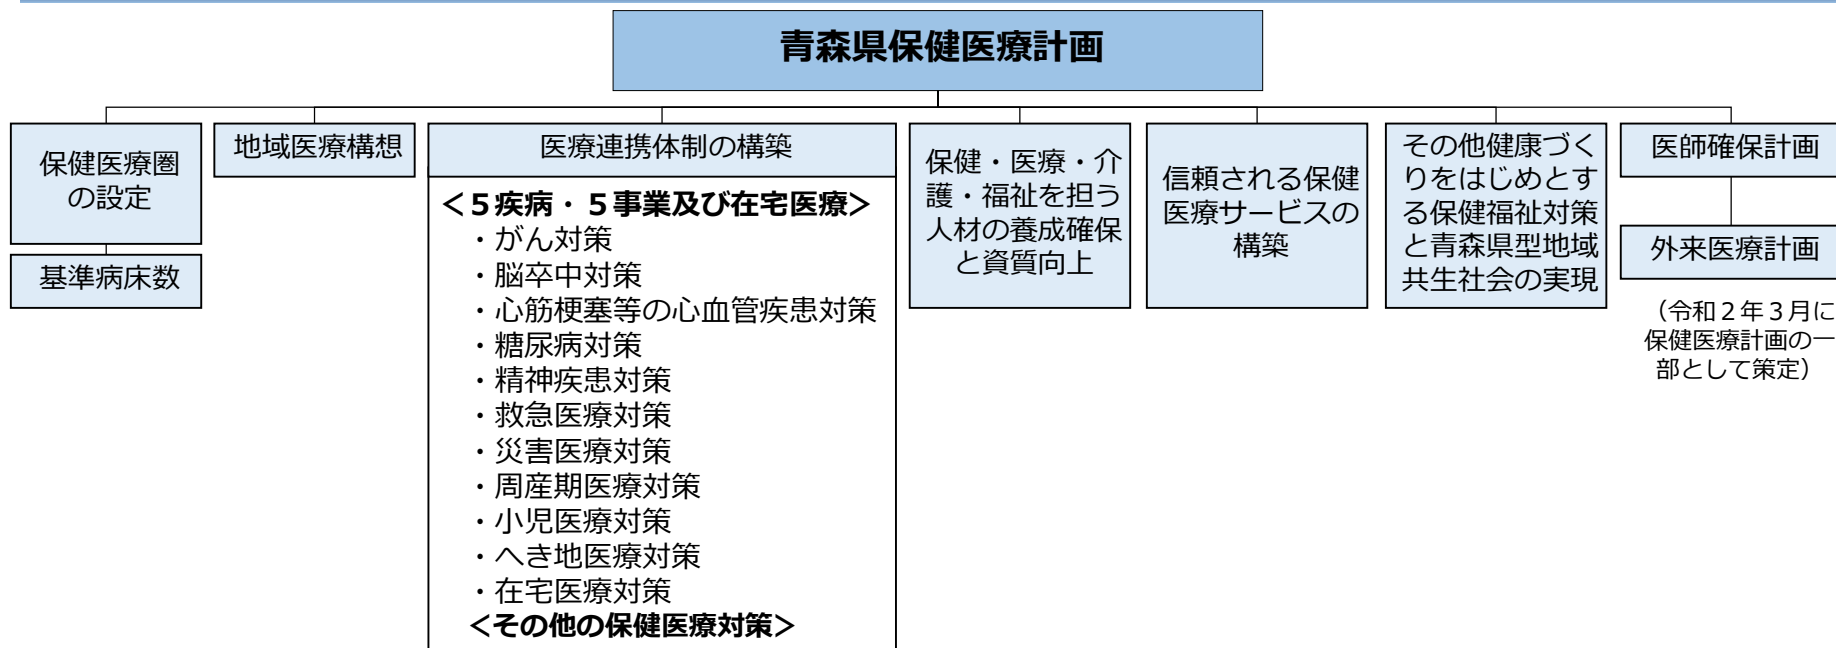 青森県保健医療計画
保健医療圏
の設定
基準病床数
地域医療構想
医療連携体制の構築
＜５疾病・５事業及び在宅医療＞
・がん対策
・脳卒中対策
・心筋梗塞等の心血管疾患対策
・糖尿病対策
・精神疾患対策
・救急医療対策
・災害医療対策
・周産期医療対策
・小児医療対策
・へき地医療対策
・在宅医療対策
＜その他の保健医療対策＞
保健・医療・介
護・福祉を担う
人材の養成確保
と資質向上
信頼される保健
医療サービスの
構築
その他健康づく
りをはじめとす
る保健福祉対策
と青森県型地域
共生社会の実現
医師確保計画
外来医療計画
（令和２年３月に
保健医療計画の一
部として策定）